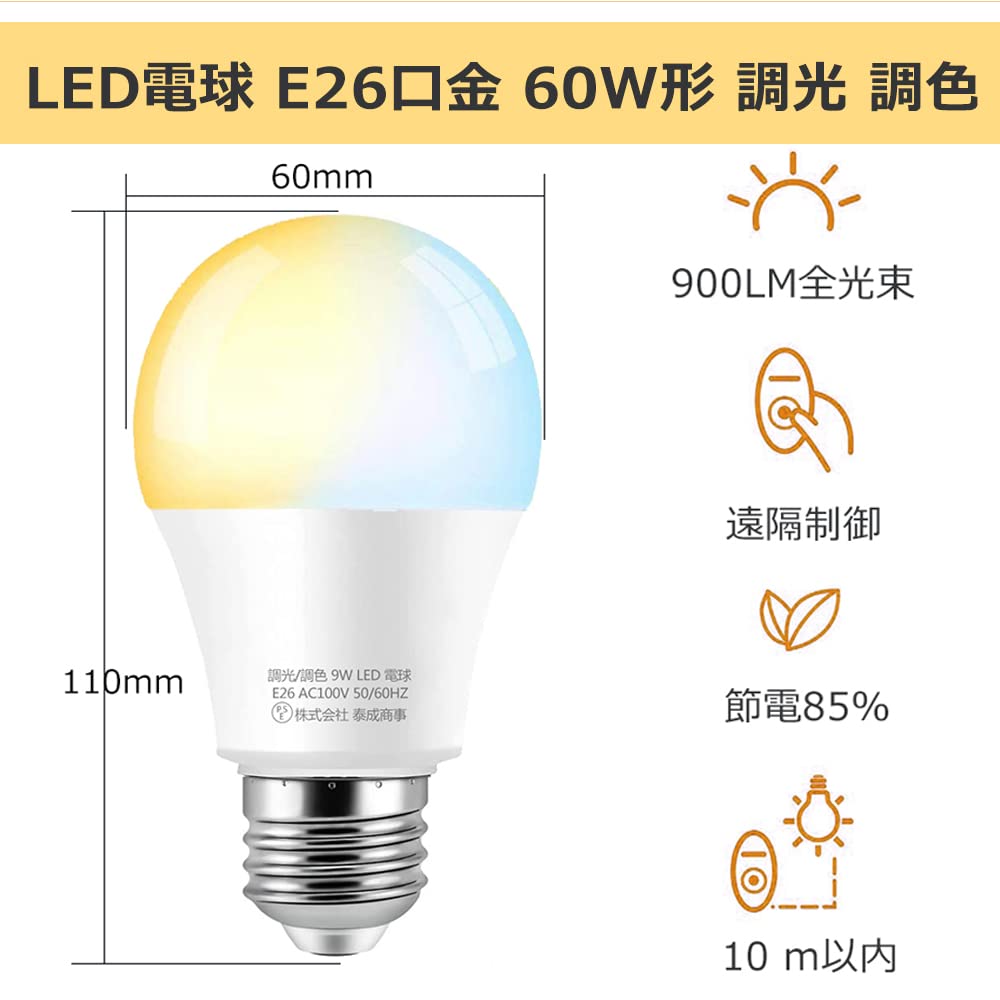 LED電球 E26口金 60W形 調光 調色
60mm
900LM全光束
遠隔制御
110mm
調光/調色 9W LED 電球
E26 AC100V 50/60HZ
PSE 株式会社 泰成商事
節電85%
10 m以内